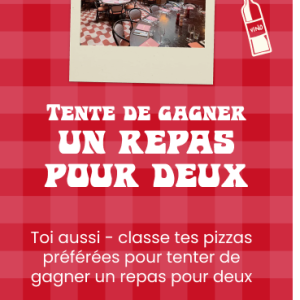 VINO
TENTE DE GAGNER
UN REPAS
POUR DEUX
Toi aussi - classe tes pizzas
préférées pour tenter de
gagner un repas pour deux